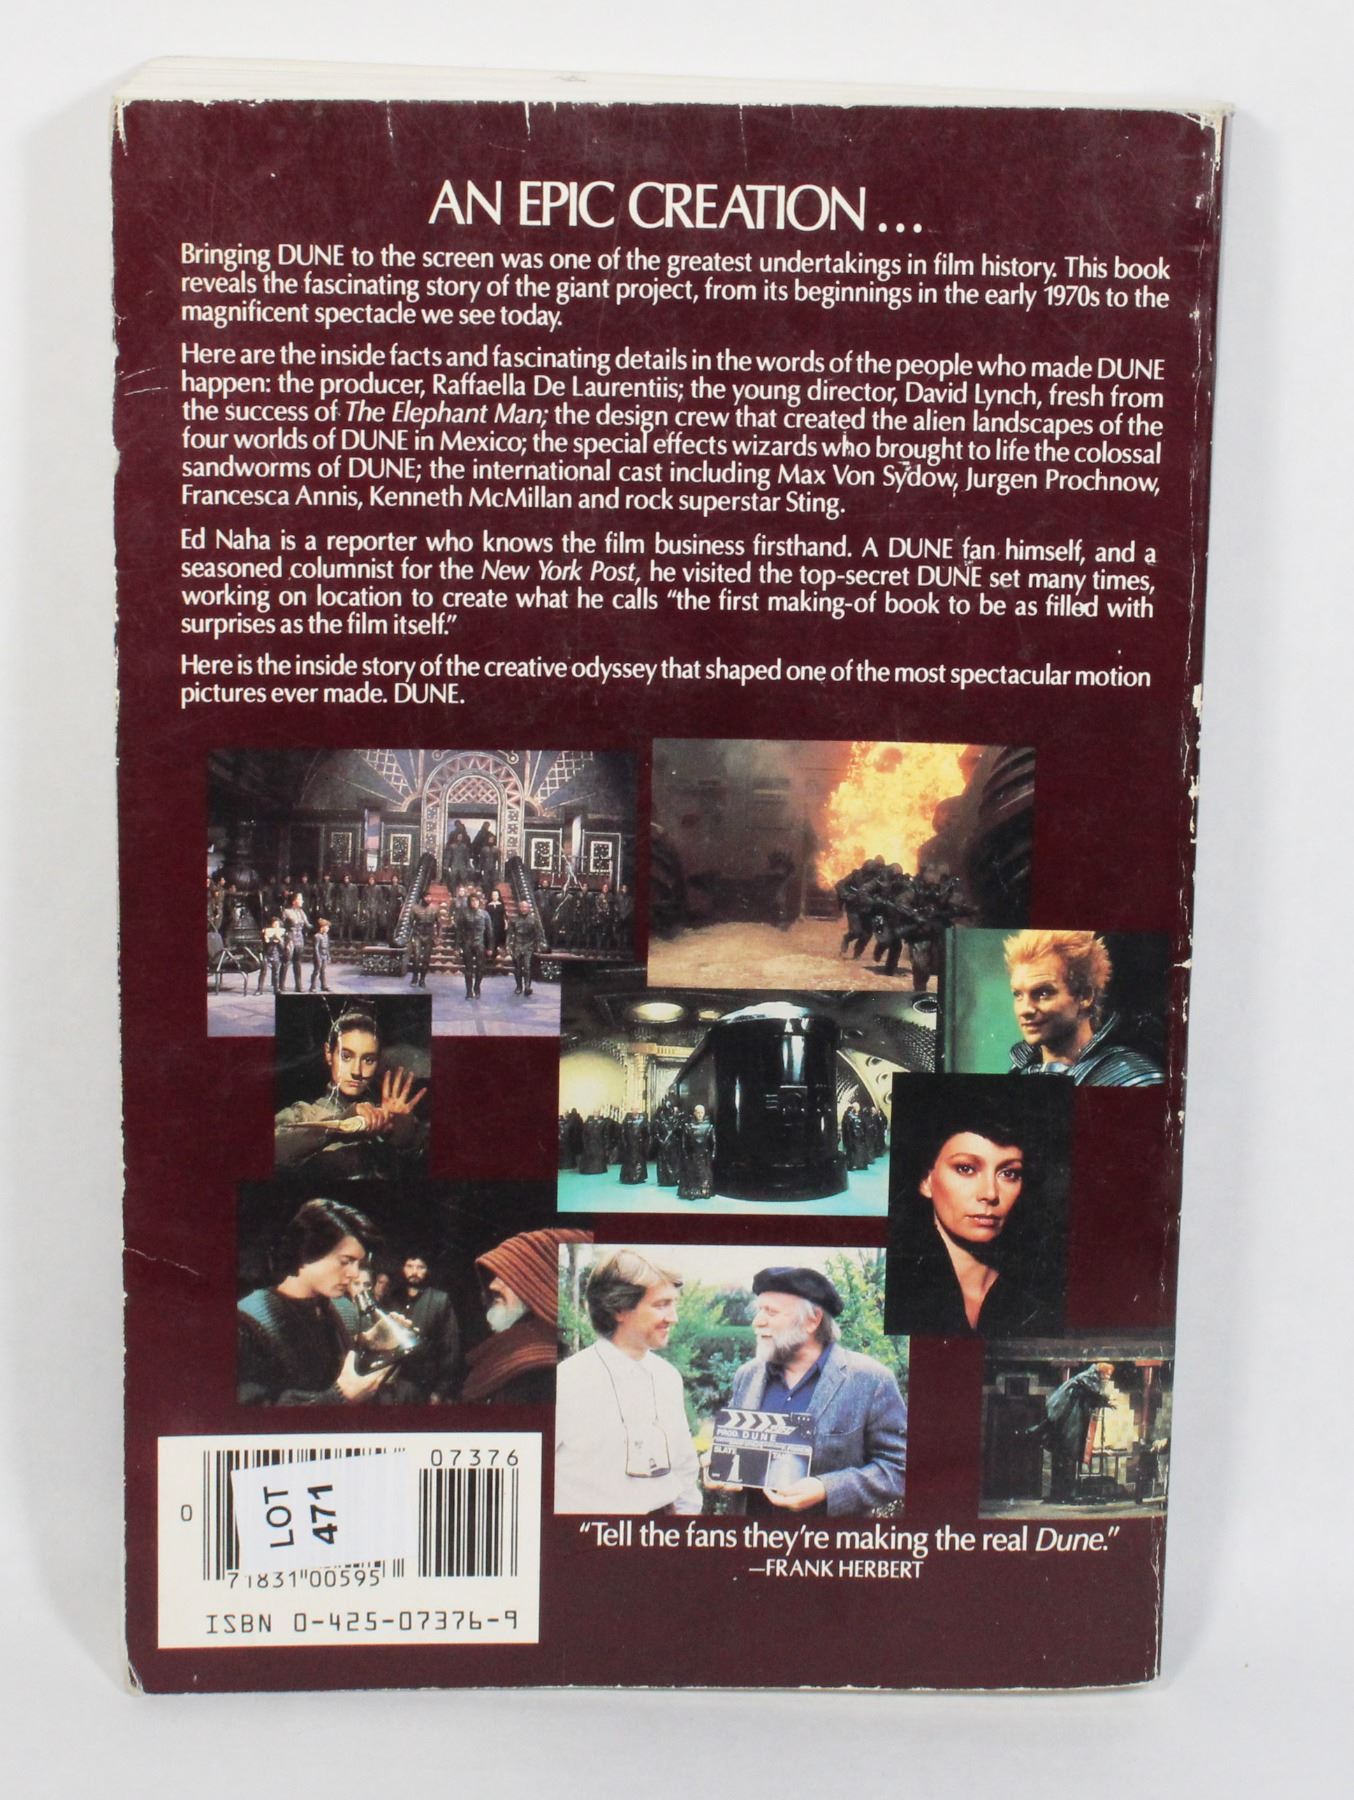 AN EPIC CREATION...
Bringing DUNE to the screen was one of the greatest undertakings in film history. This book
reveals the fascinating story of the giant project, from its beginnings in the early 1970s to the
magnificent spectacle we see today.
Here are the inside facts and fascinating details in the words of the people who made DUNE
happen: the producer, Raffaella De Laurentiis; the young director, David Lynch, fresh from
the success of The Elephant Man; the design crew that created the alien landscapes of the
four worlds of DUNE in Mexico; the special effects wizards who brought to life the colossal
sandworms of DUNE; the international cast including Max Von Sydow, Jurgen Prochnow,
Francesca Annis, Kenneth McMillan and rock superstar Sting.
Ed Naha is a reporter who knows the film business firsthand. A DUNE fan himself, and a
seasoned columnist for the New York Post, he visited the top-secret DUNE set many times,
working on location to create what he calls “the first making-of book to be as filled with
surprises as the film itself.”
Here is the inside story of the creative odyssey that shaped one of the most spectacular motion
pictures ever made. DUNE.
PROD. DUNE
SLATE
1
“Tell the fans they’re making the real Dune.”
—FRANK HERBERT
07376
0
LOT
471
71831 00595
ISBN 0-425-07376-9